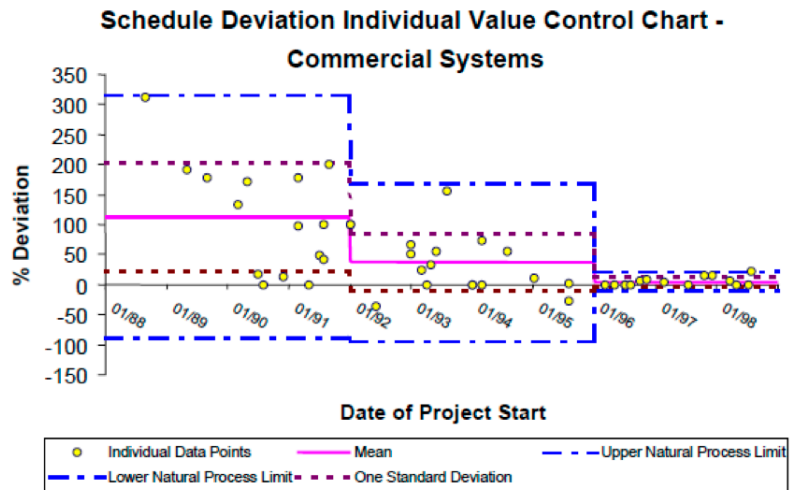 Schedule Deviation Individual Value Control Chart -
Commercial Systems
% Deviation
350
300
250
200
150
100
50
0
-50
-100
-150
01/88
01/89
01/90
01/91
01/92
01/93
01/94
01/95
01/96
01/97
01/98
Date of Project Start
Individual Data Points
Mean
Upper Natural Process Limit
Lower Natural Process Limit
One Standard Deviation